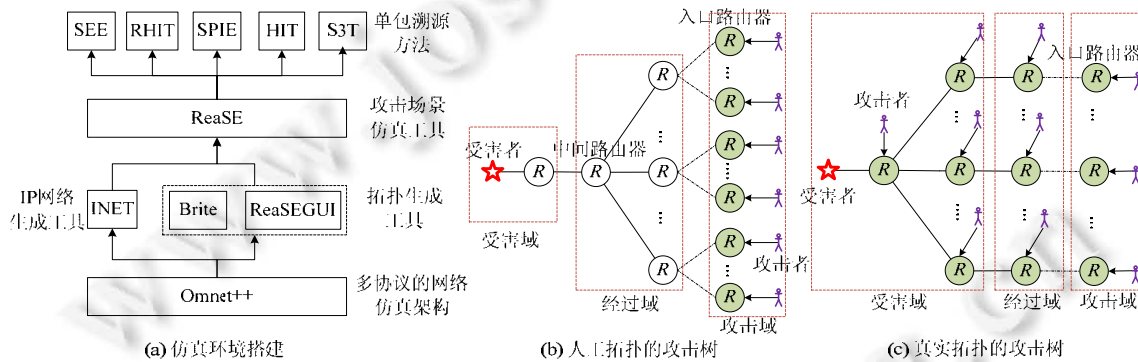 SEE RHIT SPIE HIT S3T
单包溯源
方法
ReaSE
攻击场景
仿真工具
IP网络
生成工具
INET
Brite
ReaSEGUI
拓扑生成
工具
Omnet++
多协议的网络
仿真架构
(a) 仿真环境搭建
入口路由器
R
R
R
R
R
R
R
R
R
R
R
受害者
中间路由器
受害域
经过域
攻击者
攻击域
(b) 人工拓扑的攻击树
入口路由器
攻击者
受害者
R
R
R
R
R
R
R
R
R
R
受害域
经过域
攻击域
(c) 真实拓扑的攻击树